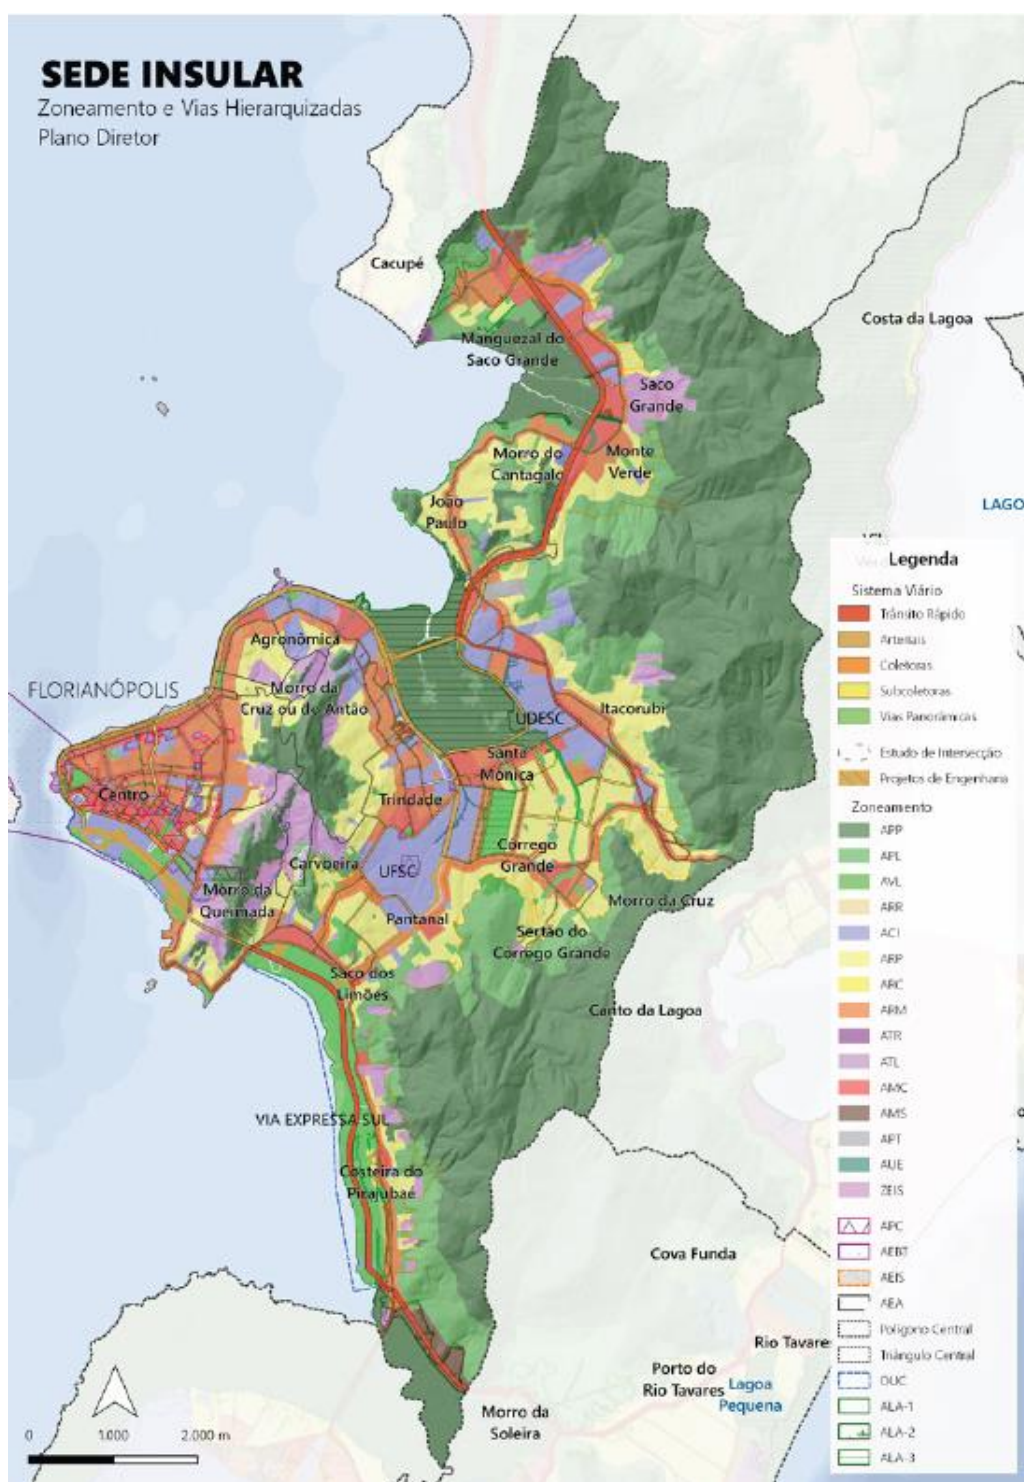 SEDE INSULAR
Zoneamento e Vias Hierarquizadas
Plano Diretor
Cacupé
Costa da Lagoa
Manguezal do
Saco Grande
Saco
Grande
Morro do
Cantagalo
Monte
Verde
João
Paulo
LAGO
Agronômica
Morro da
Cruz ou do Antão
FLORIANÓPOLIS
UDESC
Itacorubi
Santa
Mônica
Centro
Trindade
Córrego
Grande
Carvoeira
UFSC
Morro da
Queimada
Pantanal
Morro da Cruz
Sertão do
Corrego Grande
Saco dos
Limões
Canto da Lagoa
VIA EXPRESSA SUL
Costeira do
Pirajubaé
Cova Funda
Rio Tavares
Porto do
Rio Tavares
Lagoa
Pequena
Morro da
Soleira
0 1.000 2.000 m
Legenda
Sistema Viário
Trânsito Rápido
Arteriais
Coletoras
Subcoletoras
Vias Panorâmicas
Estudo de Intersecção
Projetos de Engenharia
Zoneamento
APP
APL
AVL
ARR
ACI
ARP
ARC
ARM
ATR
ATL
AMC
AMS
APT
AUE
ZEIS
APC
AEBT
AEIS
AEA
Polígono Central
Triângulo Central
OUC
ALA-1
ALA-2
ALA-3